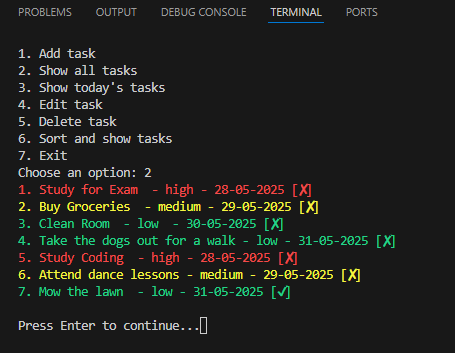 PROBLEMS OUTPUT DEBUG CONSOLE TERMINAL PORTS
1. Add task
2. Show all tasks
3. Show today's tasks
4. Edit task
5. Delete task
6. Sort and show tasks
7. Exit
Choose an option: 2
1. Study for Exam  - high - 28-05-2025 [✗]
2. Buy Groceries  - medium - 29-05-2025 [✗]
3. Clean Room  - low  - 30-05-2025 [✗]
4. Take the dogs out for a walk - low - 31-05-2025 [✗]
5. Study Coding  - high - 28-05-2025 [✗]
6. Attend dance lessons - medium - 29-05-2025 [✗]
7. Mow the lawn  - low - 31-05-2025 [✓]
Press Enter to continue...